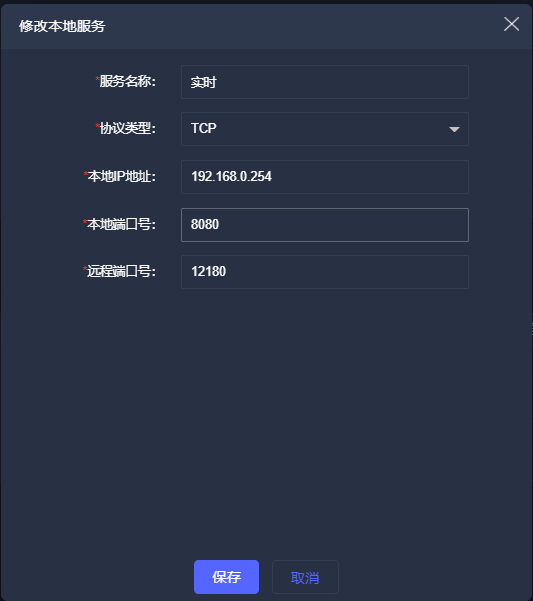 修改本地服务
*服务名称： 实时
*协议类型： TCP
*本地IP地址： 192.168.0.254
*本地端口号： 8080
*远程端口号： 12180
保存 取消